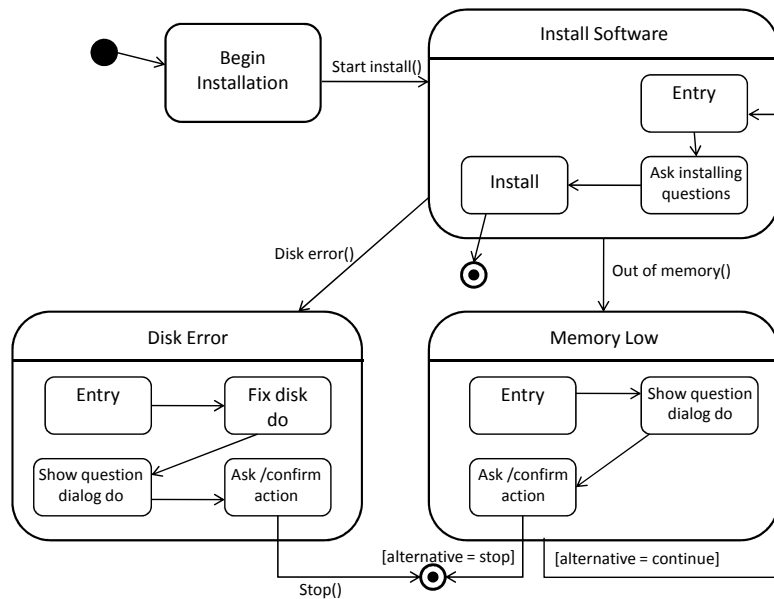 Begin
Installation
Start install()
Install Software
Entry
Ask installing
questions
Install
Disk error()
Out of memory()
Disk Error
Entry
Fix disk
do
Show question
dialog do
Ask /confirm
action
Stop()
Memory Low
Entry
Show question
dialog do
Ask /confirm
action
[alternative = stop]
[alternative = continue]